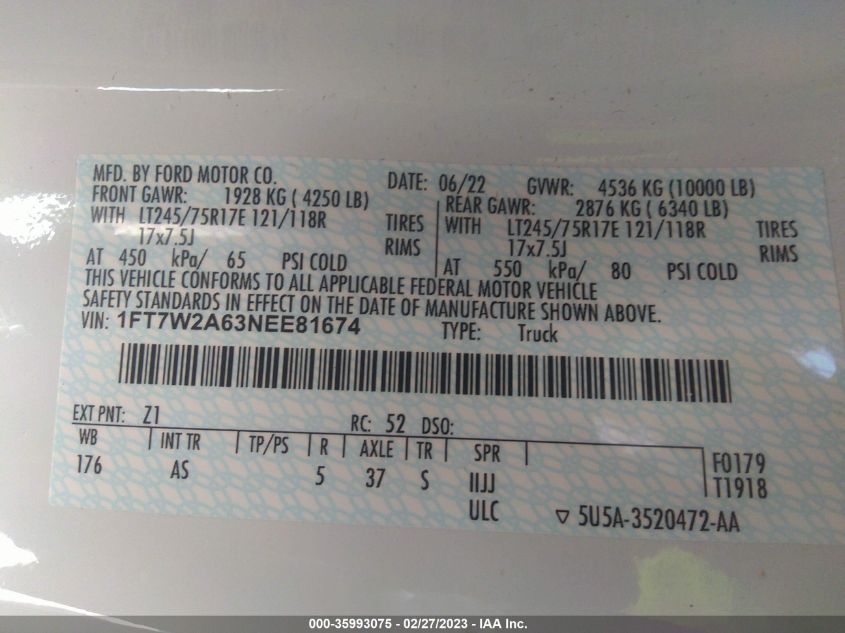 MFD. BY FORD MOTOR CO. DATE: 06/22 GVWR: 4536 KG (10000 LB)
FRONT GAWR: 1928 KG ( 4250 LB) REAR GAWR: 2876 KG ( 6340 LB)
WITH LT245/75R17E 121/118R TIRES WITH LT245/75R17E 121/118R TIRES
17x7.5J RIMS 17x7.5J RIMS
AT 450 kPa/ 65 PSI COLD AT 550 kPa/ 80 PSI COLD
THIS VEHICLE CONFORMS TO ALL APPLICABLE FEDERAL MOTOR VEHICLE
SAFETY STANDARDS IN EFFECT ON THE DATE OF MANUFACTURE SHOWN ABOVE.
VIN: 1FT7W2A63NEE81674 TYPE: Truck
EXT PNT: Z1 RC: 52 DSO:
WB INT TR TP/PS R AXLE TR SPR F0179
176 AS 5 37 S IIJJ T1918
ULC ▽ 5U5A-3520472-AA
000-35993075 - 02/27/2023 - IAA Inc.